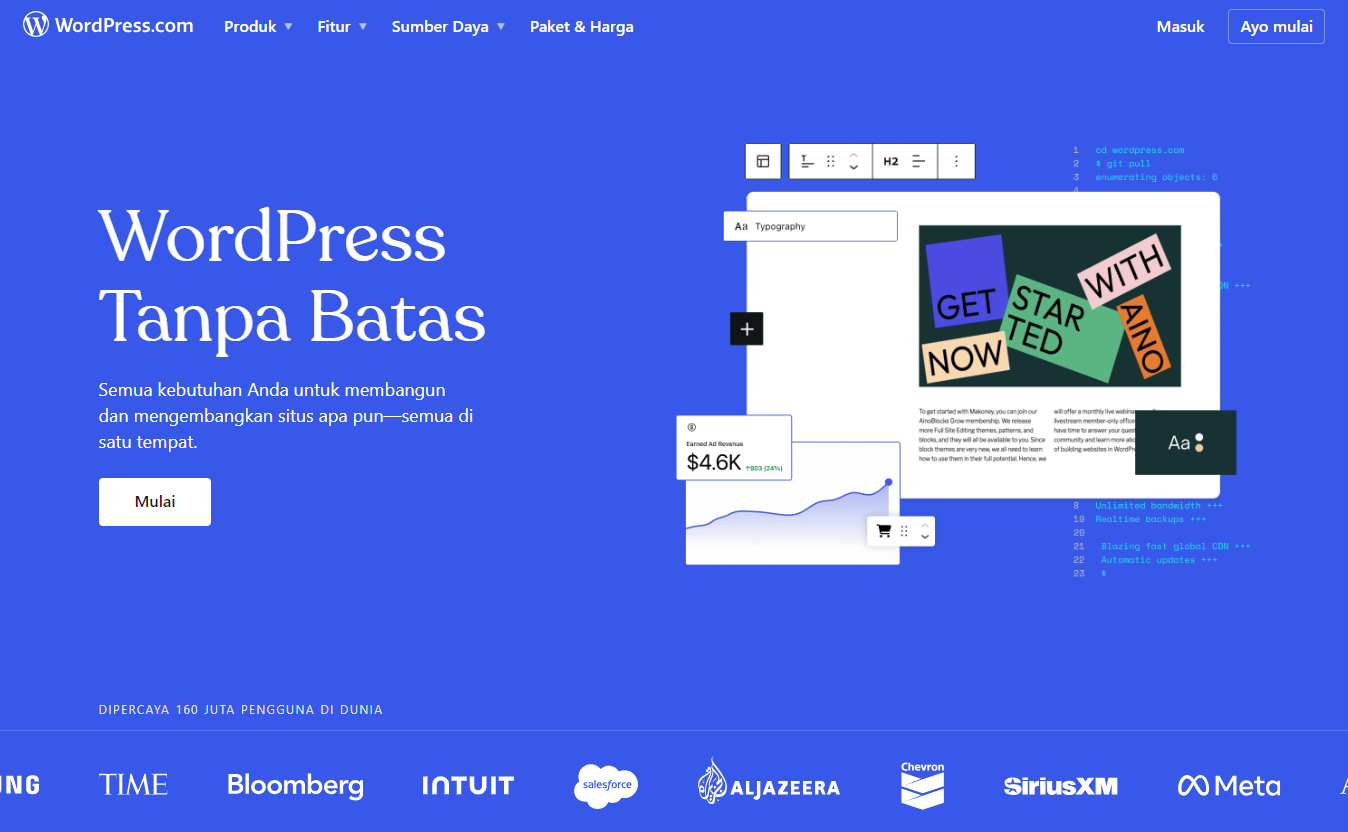 WordPress.com
Produk
Fitur
Sumber Daya
Paket & Harga
Masuk
Ayo mulai
WordPress
Tanpa Batas
Semua kebutuhan Anda untuk membangun
dan mengembangkan situs apa pun—semua di
satu tempat.
Mulai
H2
1 cd wordpress.com
2 $ git pull
3 enumerating objects: 6
4
Aa Typography
DN +++
GET
STAR
TED
WITH
AINO
NOW
To get started with Makoney, you can join our
AinoBlocks Grow membership. We release
more Full Site Editing themes, patterns, and
blocks, and they will all be available to you. Since
block themes are very new, we all need to learn
how to use them in their full potential. Hence, we
will offer a monthly live webinar
livestream member-only office
have time to answer your quest
community and learn more abo
of building websites in WordPr
Aa
Earned Ad Revenue
$4.6K
↑903 (24%)
8 Unlimited bandwidth +++
19 Realtime backups +++
20
21 Blazing fast global CDN +++
22 Automatic updates +++
23 $
DIPERCAYA 160 JUTA PENGGUNA DI DUNIA
NG
TIME
Bloomberg
INTUIT
salesforce
ALJAZEERA
Chevron
SiriusXM
Meta